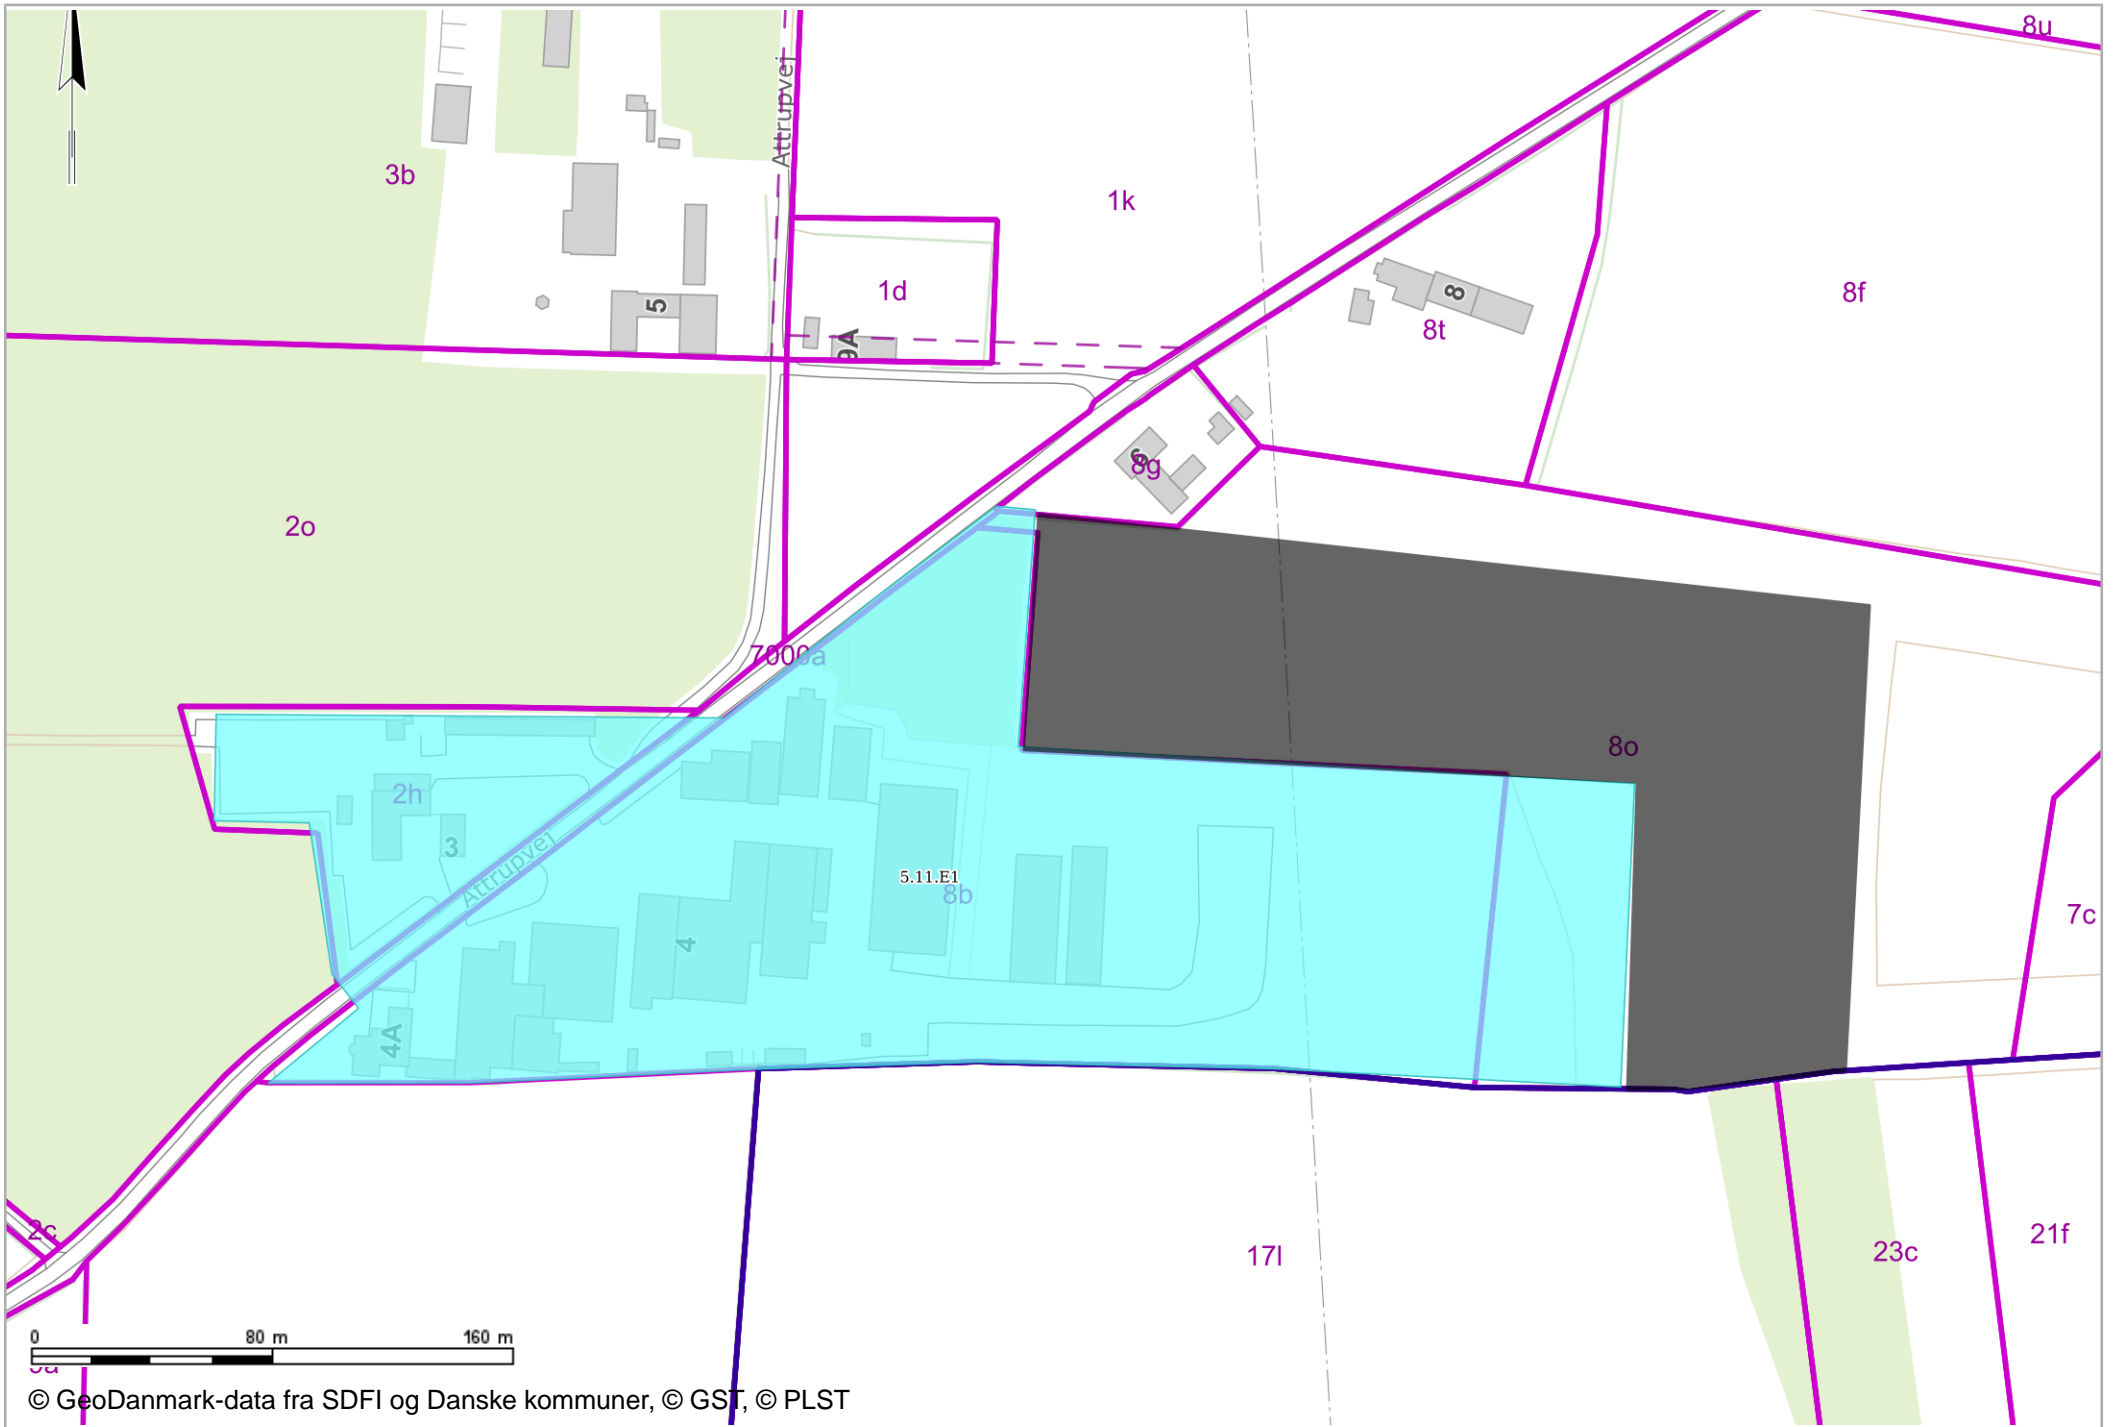 8u
Attrupvej
3b
1k
1d
8f
8
8t
5
9A
6
8g
2o
7000a
8o
2h
3
Attrupvej
5.11.E1
8b
4
7c
4A
2c
17l
23c
21f
0 80 m 160 m
© GeoDanmark-data fra SDFI og Danske kommuner, © GST, © PLST